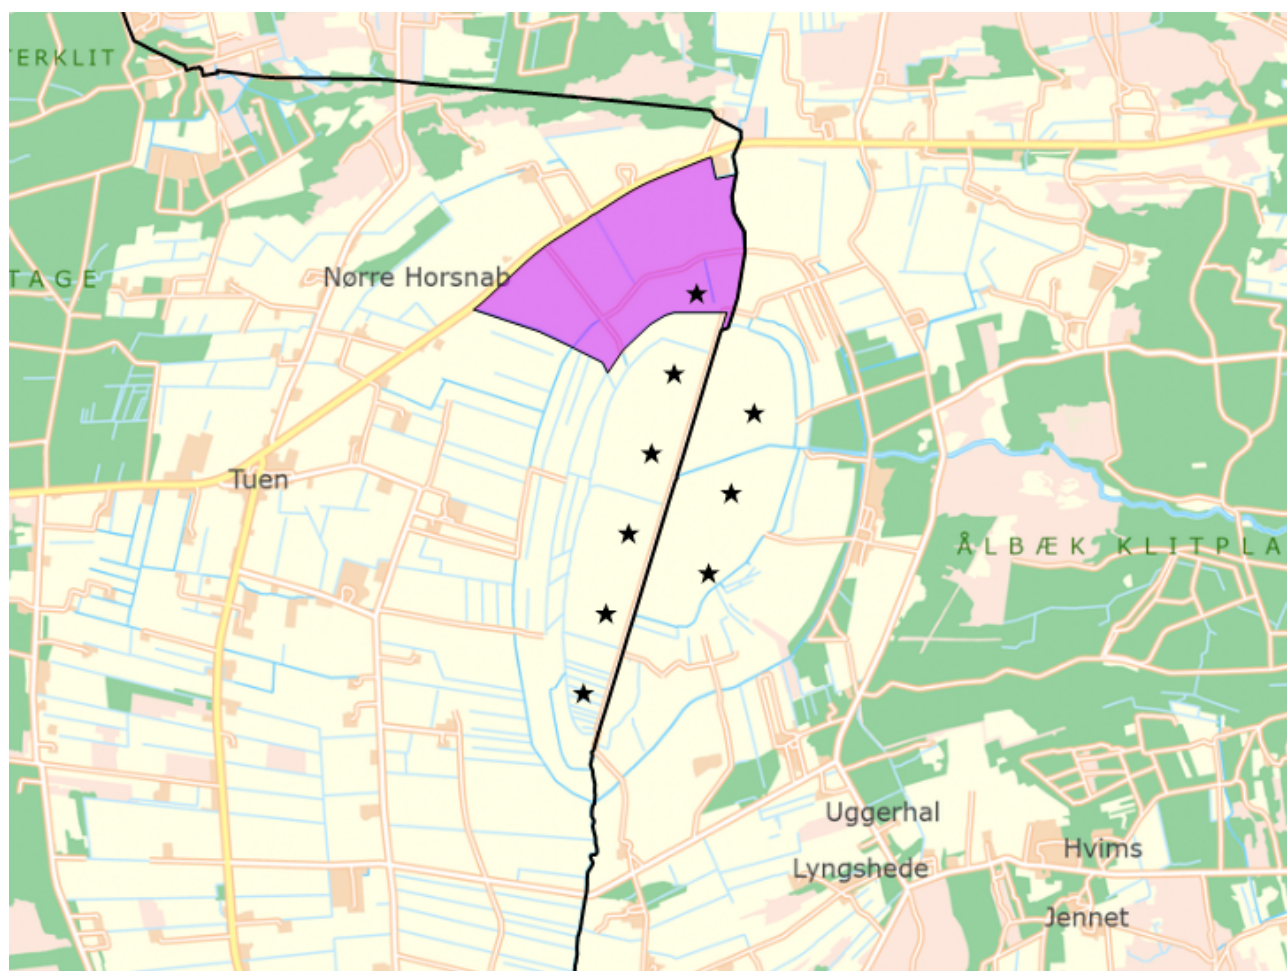 ERKLIT
TAGE
Nørre Horsnab
Tuen
ÅLBÆK KLITPLA
Uggerhal
Hvims
Lyngshede
Jennet